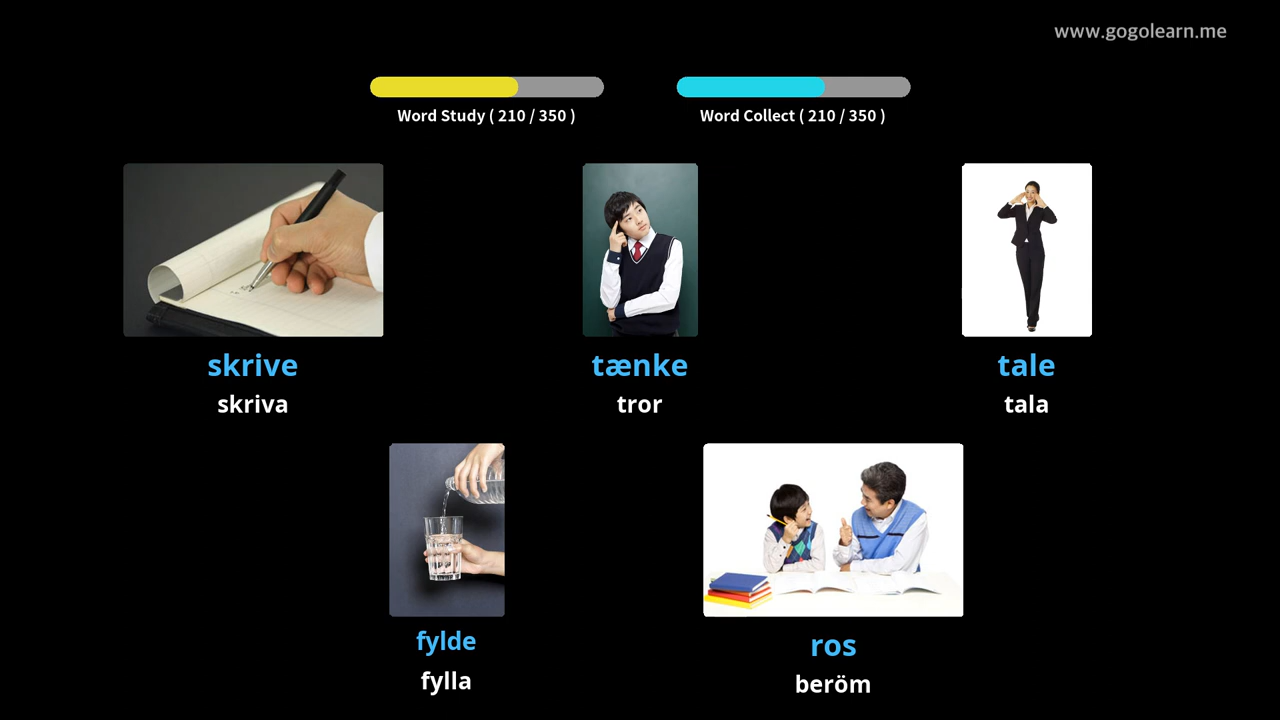 www.gogolearn.me
Word Study ( 210 / 350 )
Word Collect ( 210 / 350 )
skrive
skriva
tænke
tror
tale
tala
fylde
fylla
ros
beröm